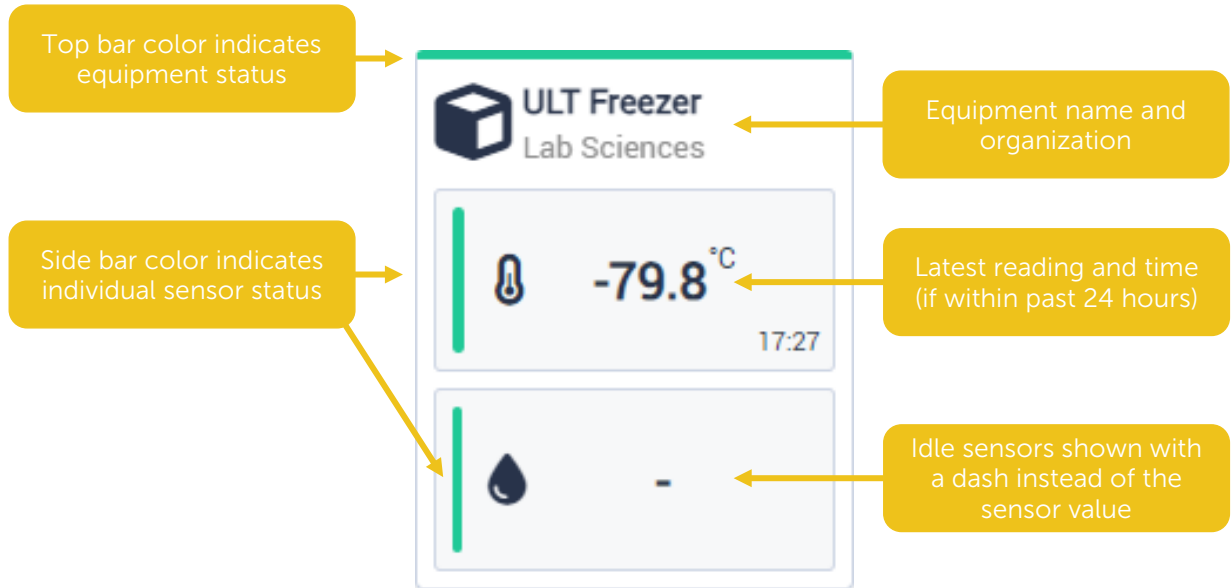 Top bar color indicates
equipment status
ULT Freezer
Lab Sciences
Equipment name and
organization
Side bar color indicates
individual sensor status
-79.8 °C
17:27
Latest reading and time
(if within past 24 hours)
-
Idle sensors shown with
a dash instead of the
sensor value